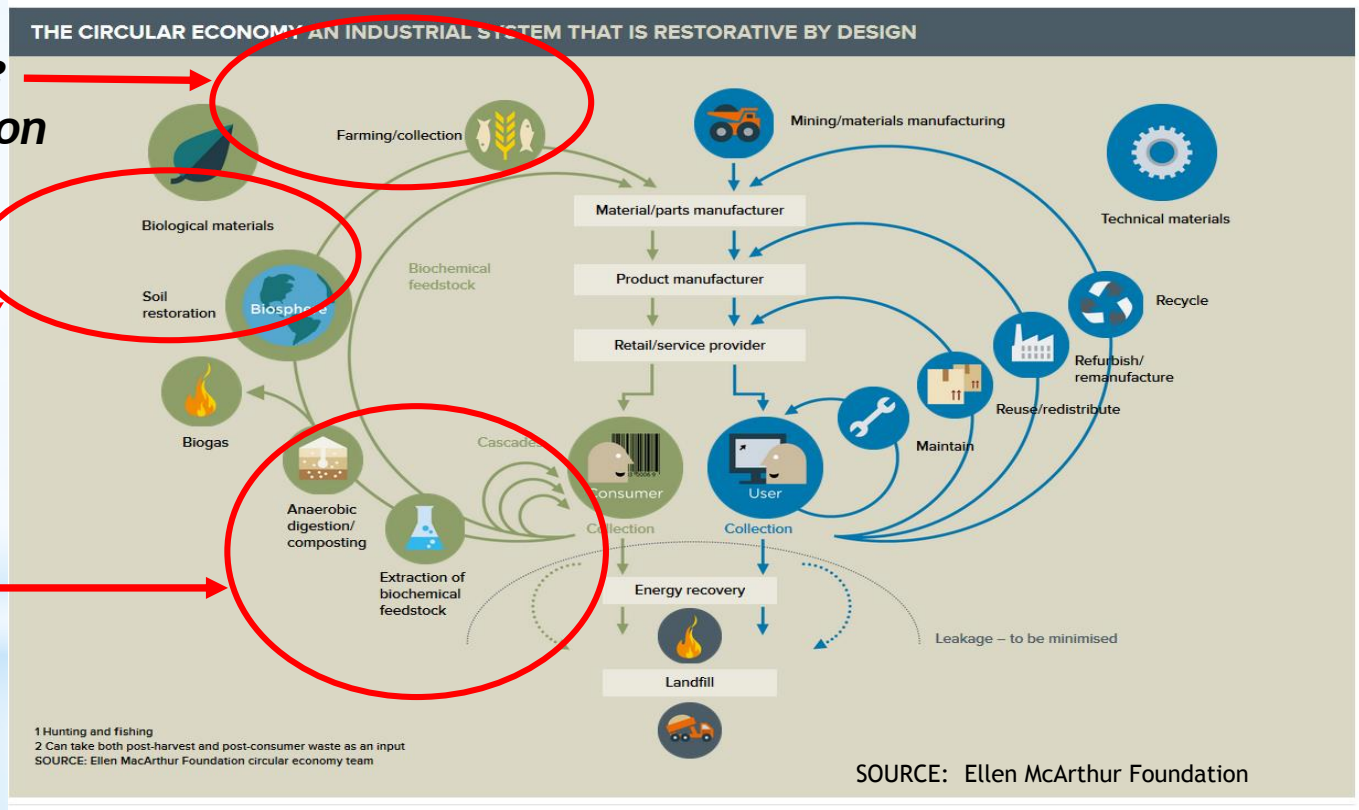 THE CIRCULAR ECONOMY AN INDUSTRIAL SYSTEM THAT IS RESTORATIVE BY DESIGN
Farming/collection
Mining/materials manufacturing
Biological materials
Technical materials
Material/parts manufacturer
Biochemical
feedstock
Product manufacturer
Soil
restoration
Biosphere
Recycle
Retail/service provider
Refurbish/
remanufacture
Reuse/redistribute
Biogas
Cascades
Maintain
Consumer
User
Anaerobic
digestion/
composting
Collection
Collection
Extraction of
biochemical
feedstock
Energy recovery
Leakage – to be minimised
Landfill
1 Hunting and fishing
2 Can take both post-harvest and post-consumer waste as an input
SOURCE: Ellen MacArthur Foundation circular economy team
SOURCE: Ellen McArthur Foundation